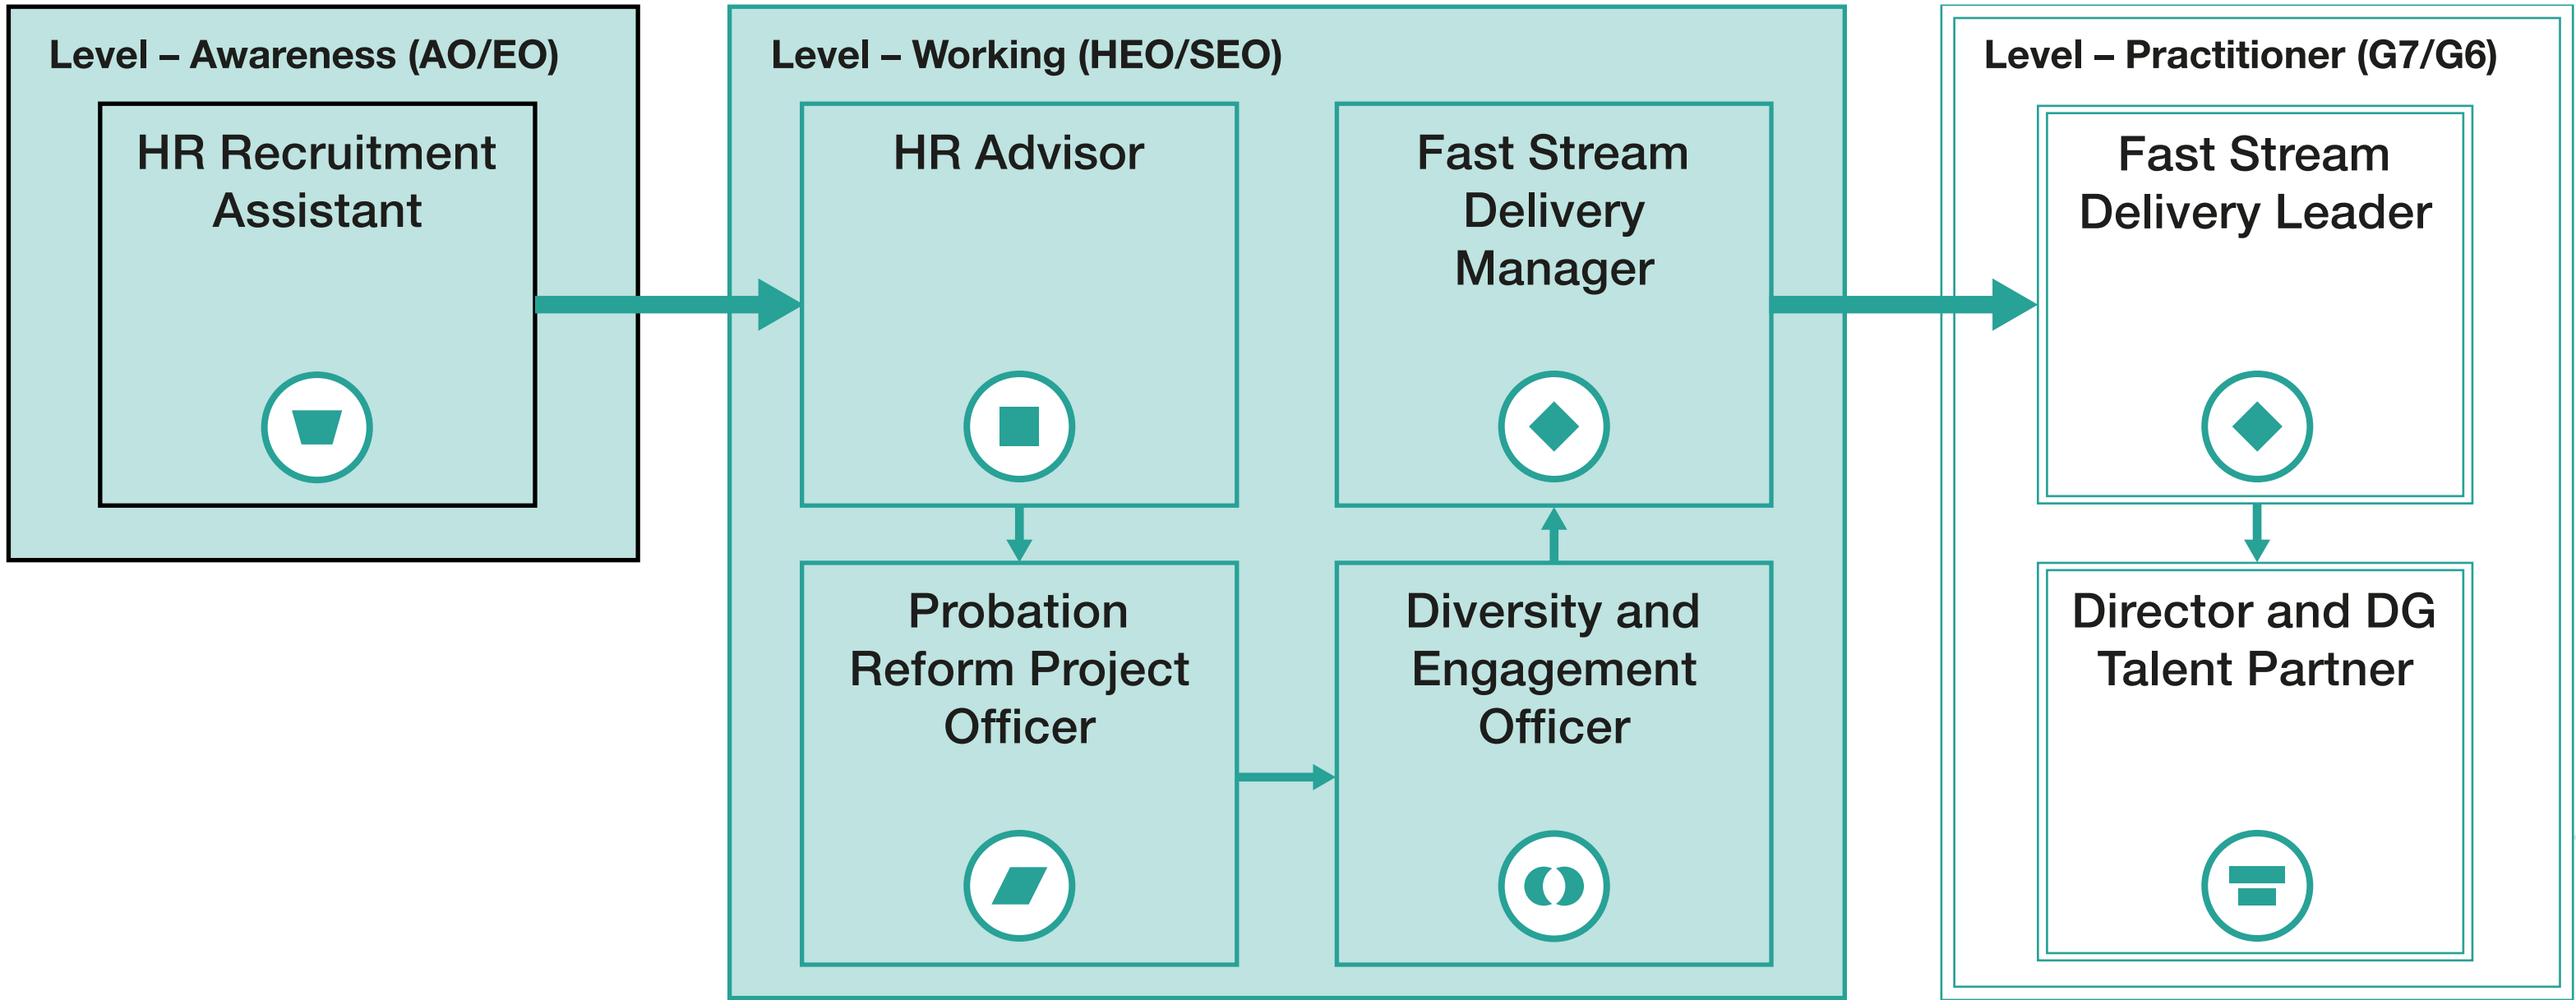 Level – Awareness (AO/EO)
HR Recruitment
Assistant
Level – Working (HEO/SEO)
HR Advisor
Probation
Reform Project
Officer
Diversity and
Engagement
Officer
Fast Stream
Delivery
Manager
Level – Practitioner (G7/G6)
Fast Stream
Delivery Leader
Director and DG
Talent Partner